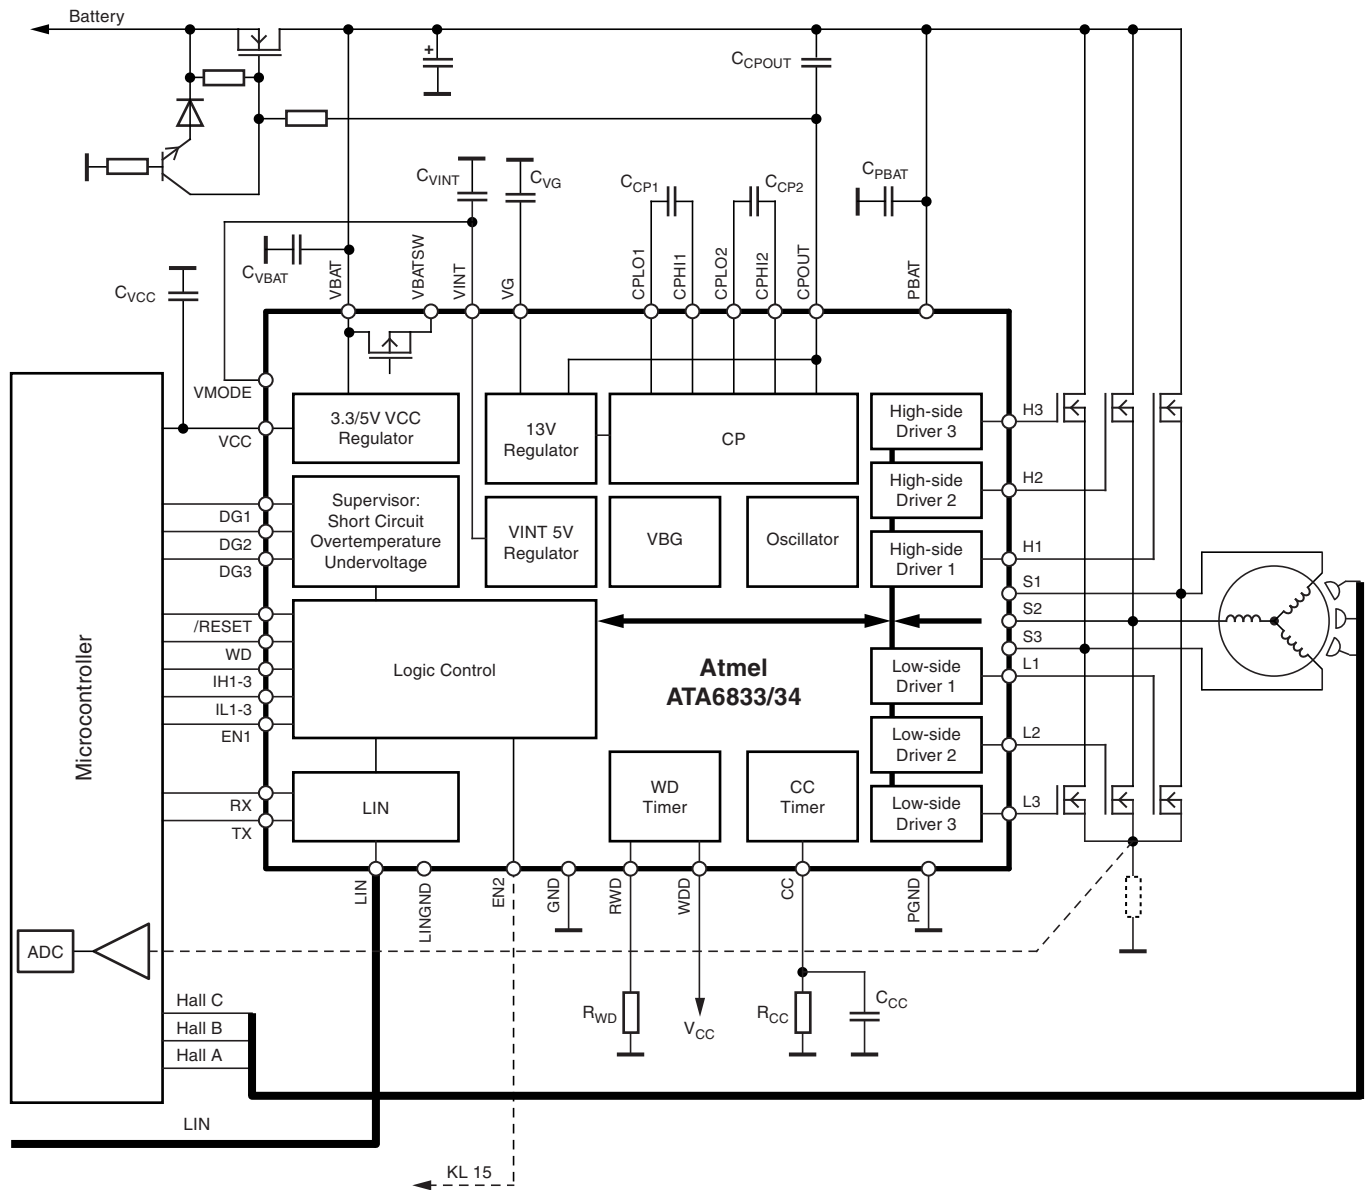 Battery
+
CCPOUT
CVINT
CVG
CCP1
CCP2
CPBAT
CVBAT
CVCC
VBAT
VBATSW
VINT
VG
CPLO1
CPHI1
CPLO2
CPHI2
CPOUT
PBAT
VMODE
VCC
DG1
DG2
DG3
/RESET
WD
IH1-3
IL1-3
EN1
RX
TX
3.3/5V VCC
Regulator
13V
Regulator
CP
High-side
Driver 3
High-side
Driver 2
High-side
Driver 1
Supervisor:
Short Circuit
Overtemperature
Undervoltage
VINT 5V
Regulator
VBG
Oscillator
H3
H2
H1
S1
S2
S3
L1
L2
L3
Microcontroller
Logic Control
Atmel
ATA6833/34
Low-side
Driver 1
Low-side
Driver 2
Low-side
Driver 3
LIN
WD
Timer
CC
Timer
LIN
LINGND
EN2
GND
RWD
WDD
CC
PGND
ADC
Hall C
Hall B
Hall A
RWD
VCC
RCC
CCC
LIN
KL 15